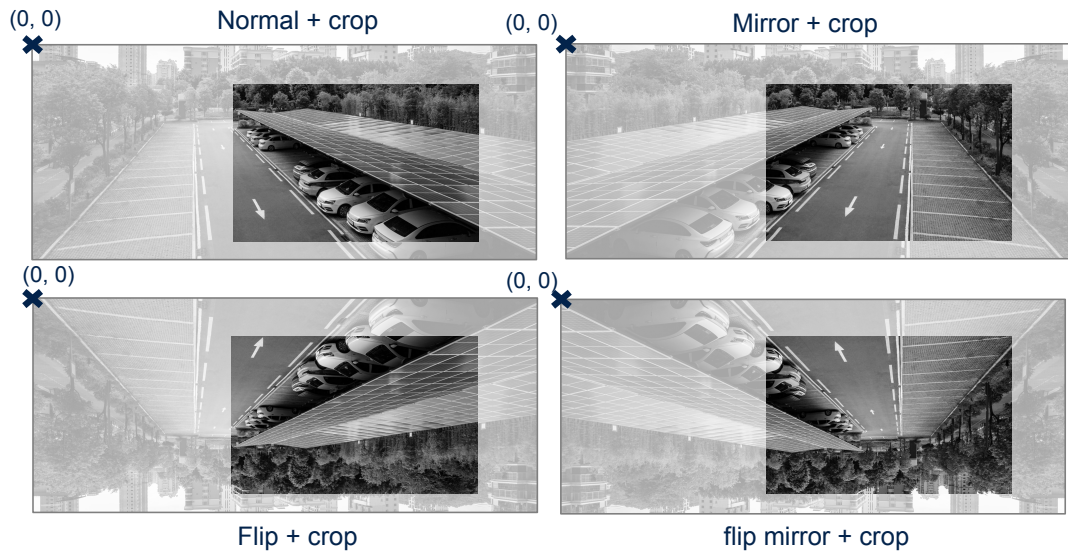 (0, 0)
Normal + crop
(0, 0)
Mirror + crop
(0, 0)
(0, 0)
Flip + crop
flip mirror + crop